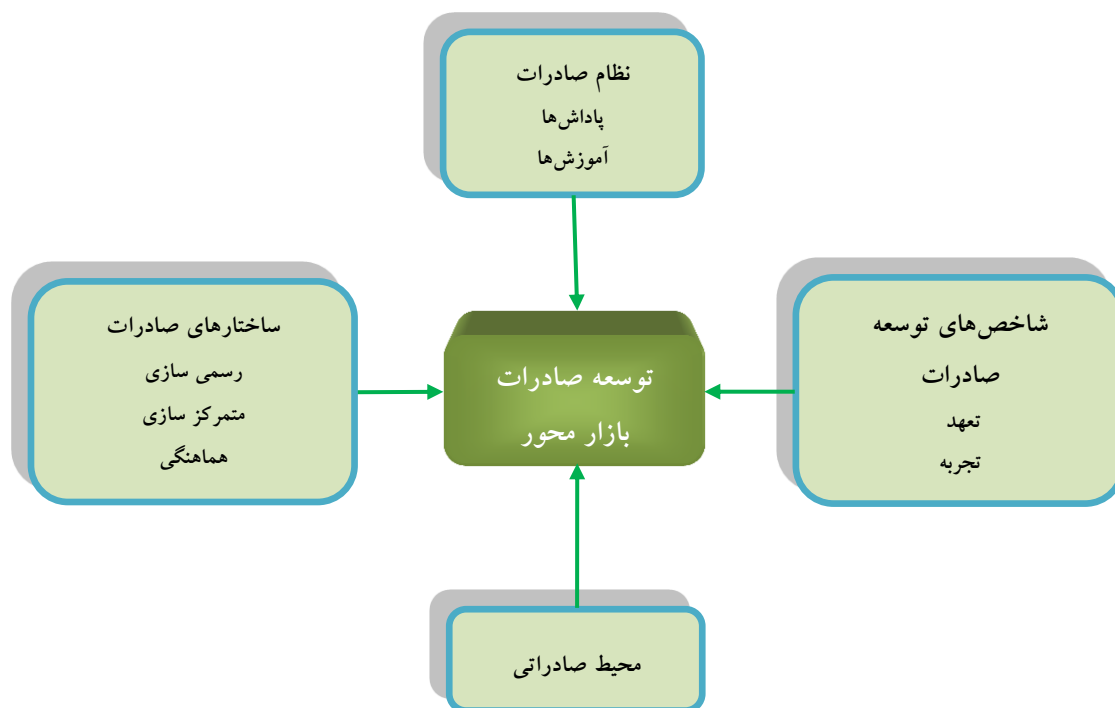 نظام صادرات
پاداش‌ها
آموزش‌ها
شاخص‌های توسعه
صادرات
تعهد
تجربه
توسعه صادرات
بازار محور
ساختارهای صادرات
رسمی سازی
متمرکز سازی
هماهنگی
محیط صادراتی